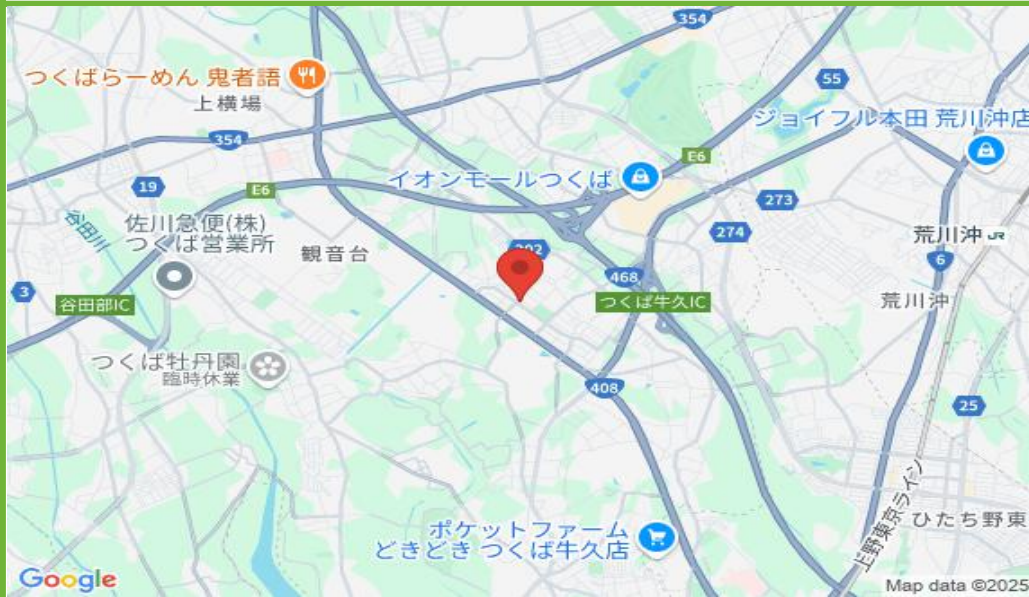 354
つくばらーめん 鬼者語
上横場
55
ジョイフル本田 荒川沖店
354
E6
イオンモールつくば
19
E6
273
谷田川
佐川急便(株)
つくば営業所
観音台
274
荒川沖 JR
468
6
3
谷田部IC
つくば牛久IC
荒川沖
つくば牡丹園
臨時休業
408
25
上野東京ライン
ひたち野東
ポケットファーム
どきどき つくば牛久店
Google
Map data ©2025